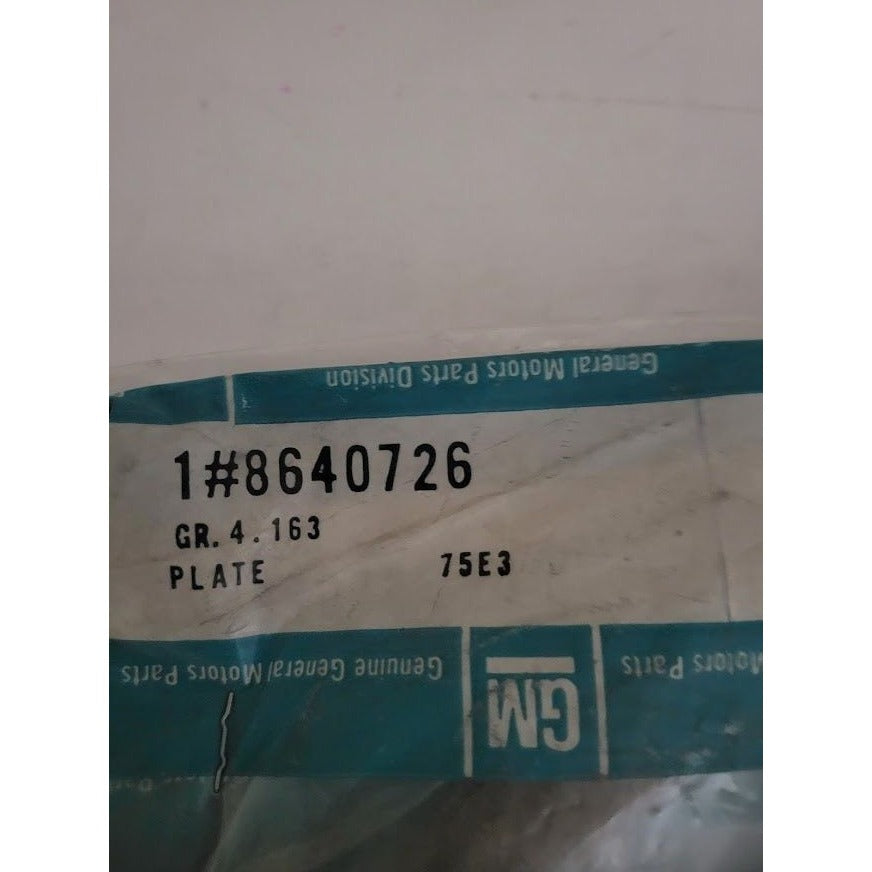 General Motors Parts Division
1#8640726
GR. 4.163
PLATE 75E3
Genuine General Motors Parts
GM
Motors Parts